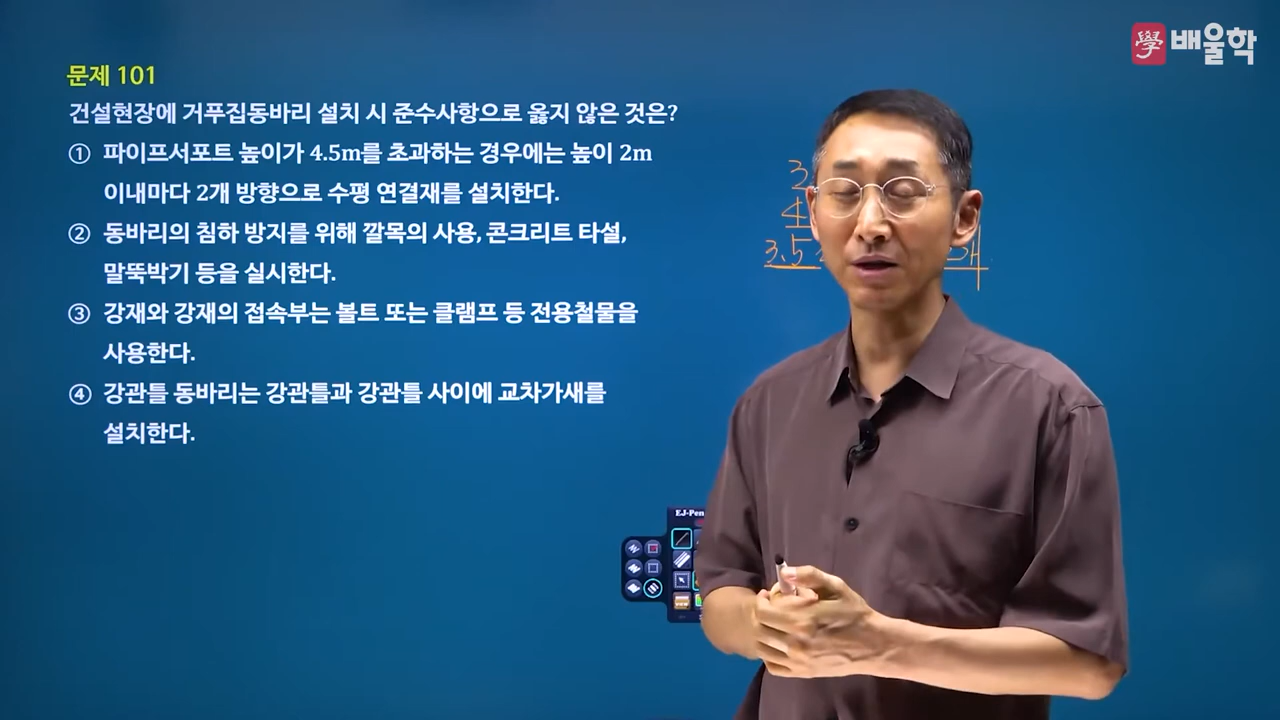 學 배울학
문제 101
건설현장에 거푸집동바리 설치 시 준수사항으로 옳지 않은 것은?
① 파이프서포트 높이가 4.5m를 초과하는 경우에는 높이 2m
이내마다 2개 방향으로 수평 연결재를 설치한다.
② 동바리의 침하 방지를 위해 깔목의 사용, 콘크리트 타설,
말뚝박기 등을 실시한다.
③ 강재와 강재의 접속부는 볼트 또는 클램프 등 전용철물을
사용한다.
④ 강관틀 동바리는 강관틀과 강관틀 사이에 교차가새를
설치한다.
3
4
3.5
EJ-Pen